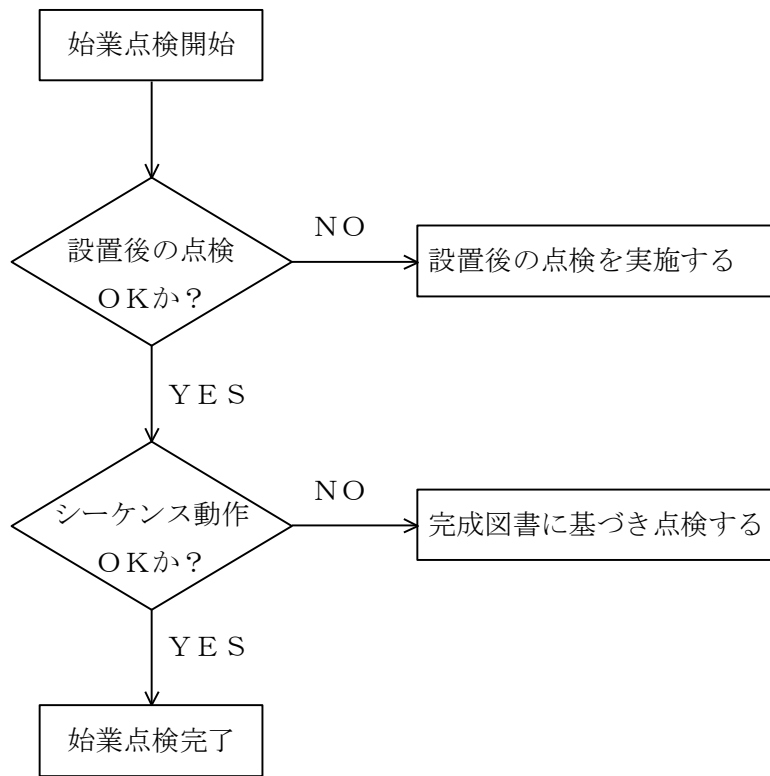 始業点検開始
設置後の点検
ＯＫか？
ＮＯ
設置後の点検を実施する
ＹＥＳ
シーケンス動作
ＯＫか？
ＮＯ
完成図書に基づき点検する
ＹＥＳ
始業点検完了